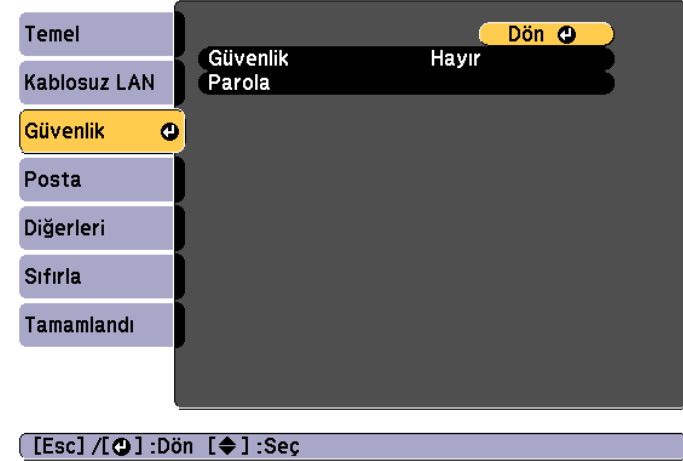 Temel
Kablosuz LAN
Güvenlik
Posta
Diğerleri
Sıfırla
Tamamlandı
Dön
Güvenlik Hayır
Parola
[Esc] /[ ] :Dön [ ] :Seç